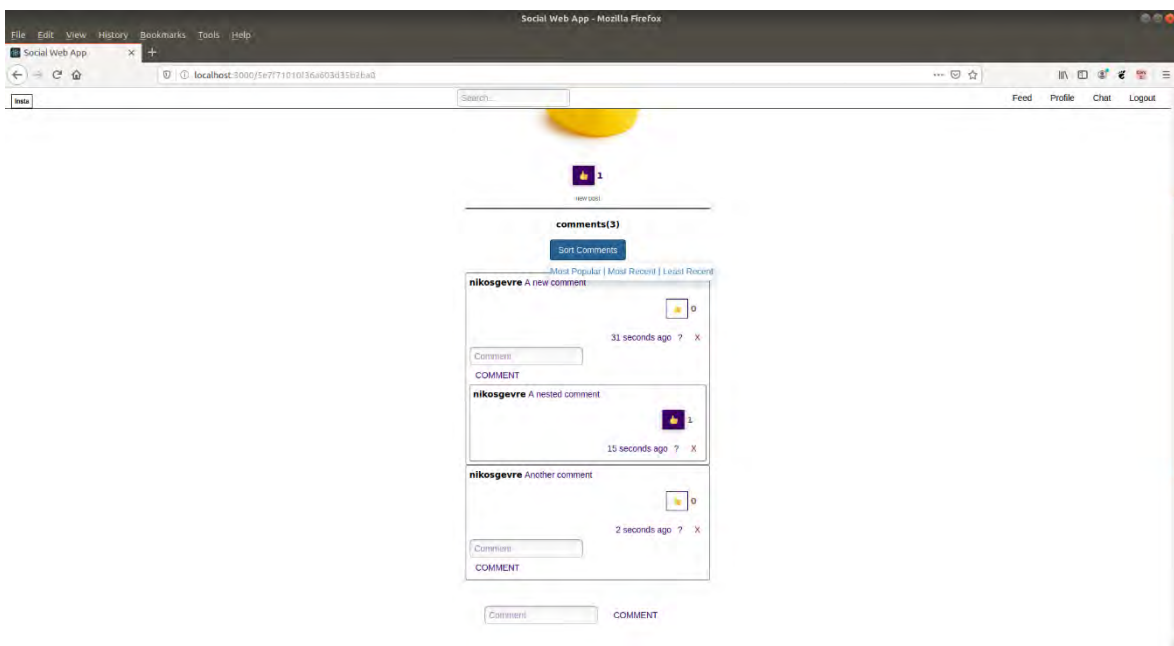 Social Web App - Mozilla Firefox
File Edit View History Bookmarks Tools Help
Social Web App × +
Insta Search... Feed Profile Chat Logout
1
new post
comments(3)
Sort Comments
Most Popular | Most Recent | Least Recent
nikosgevre A new comment
0
31 seconds ago ? X
Comment
COMMENT
nikosgevre A nested comment
1
15 seconds ago ? X
nikosgevre Another comment
0
2 seconds ago ? X
Comment
COMMENT
Comment COMMENT